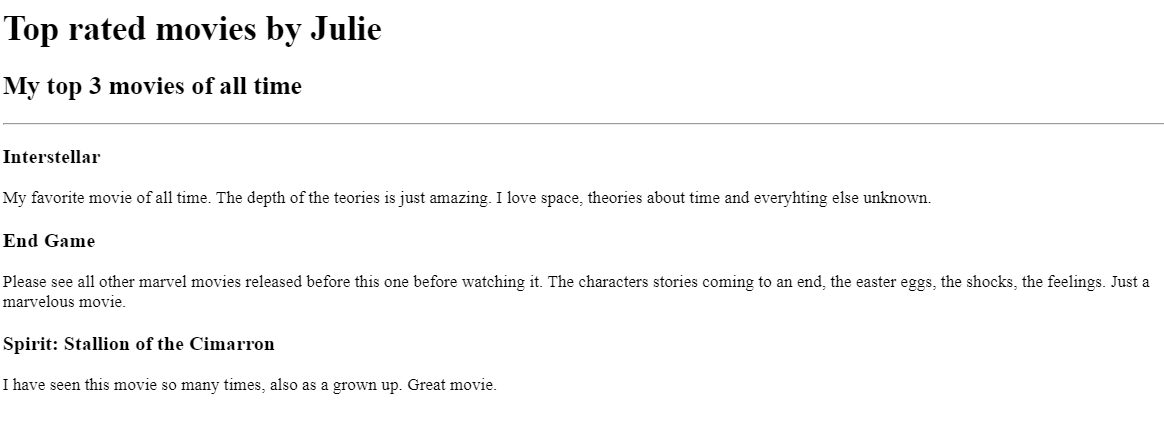 Top rated movies by Julie
My top 3 movies of all time
Interstellar
My favorite movie of all time. The depth of the teories is just amazing. I love space, theories about time and everyhting else unknown.
End Game
Please see all other marvel movies released before this one before watching it. The characters stories coming to an end, the easter eggs, the shocks, the feelings. Just a
marvelous movie.
Spirit: Stallion of the Cimarron
I have seen this movie so many times, also as a grown up. Great movie.